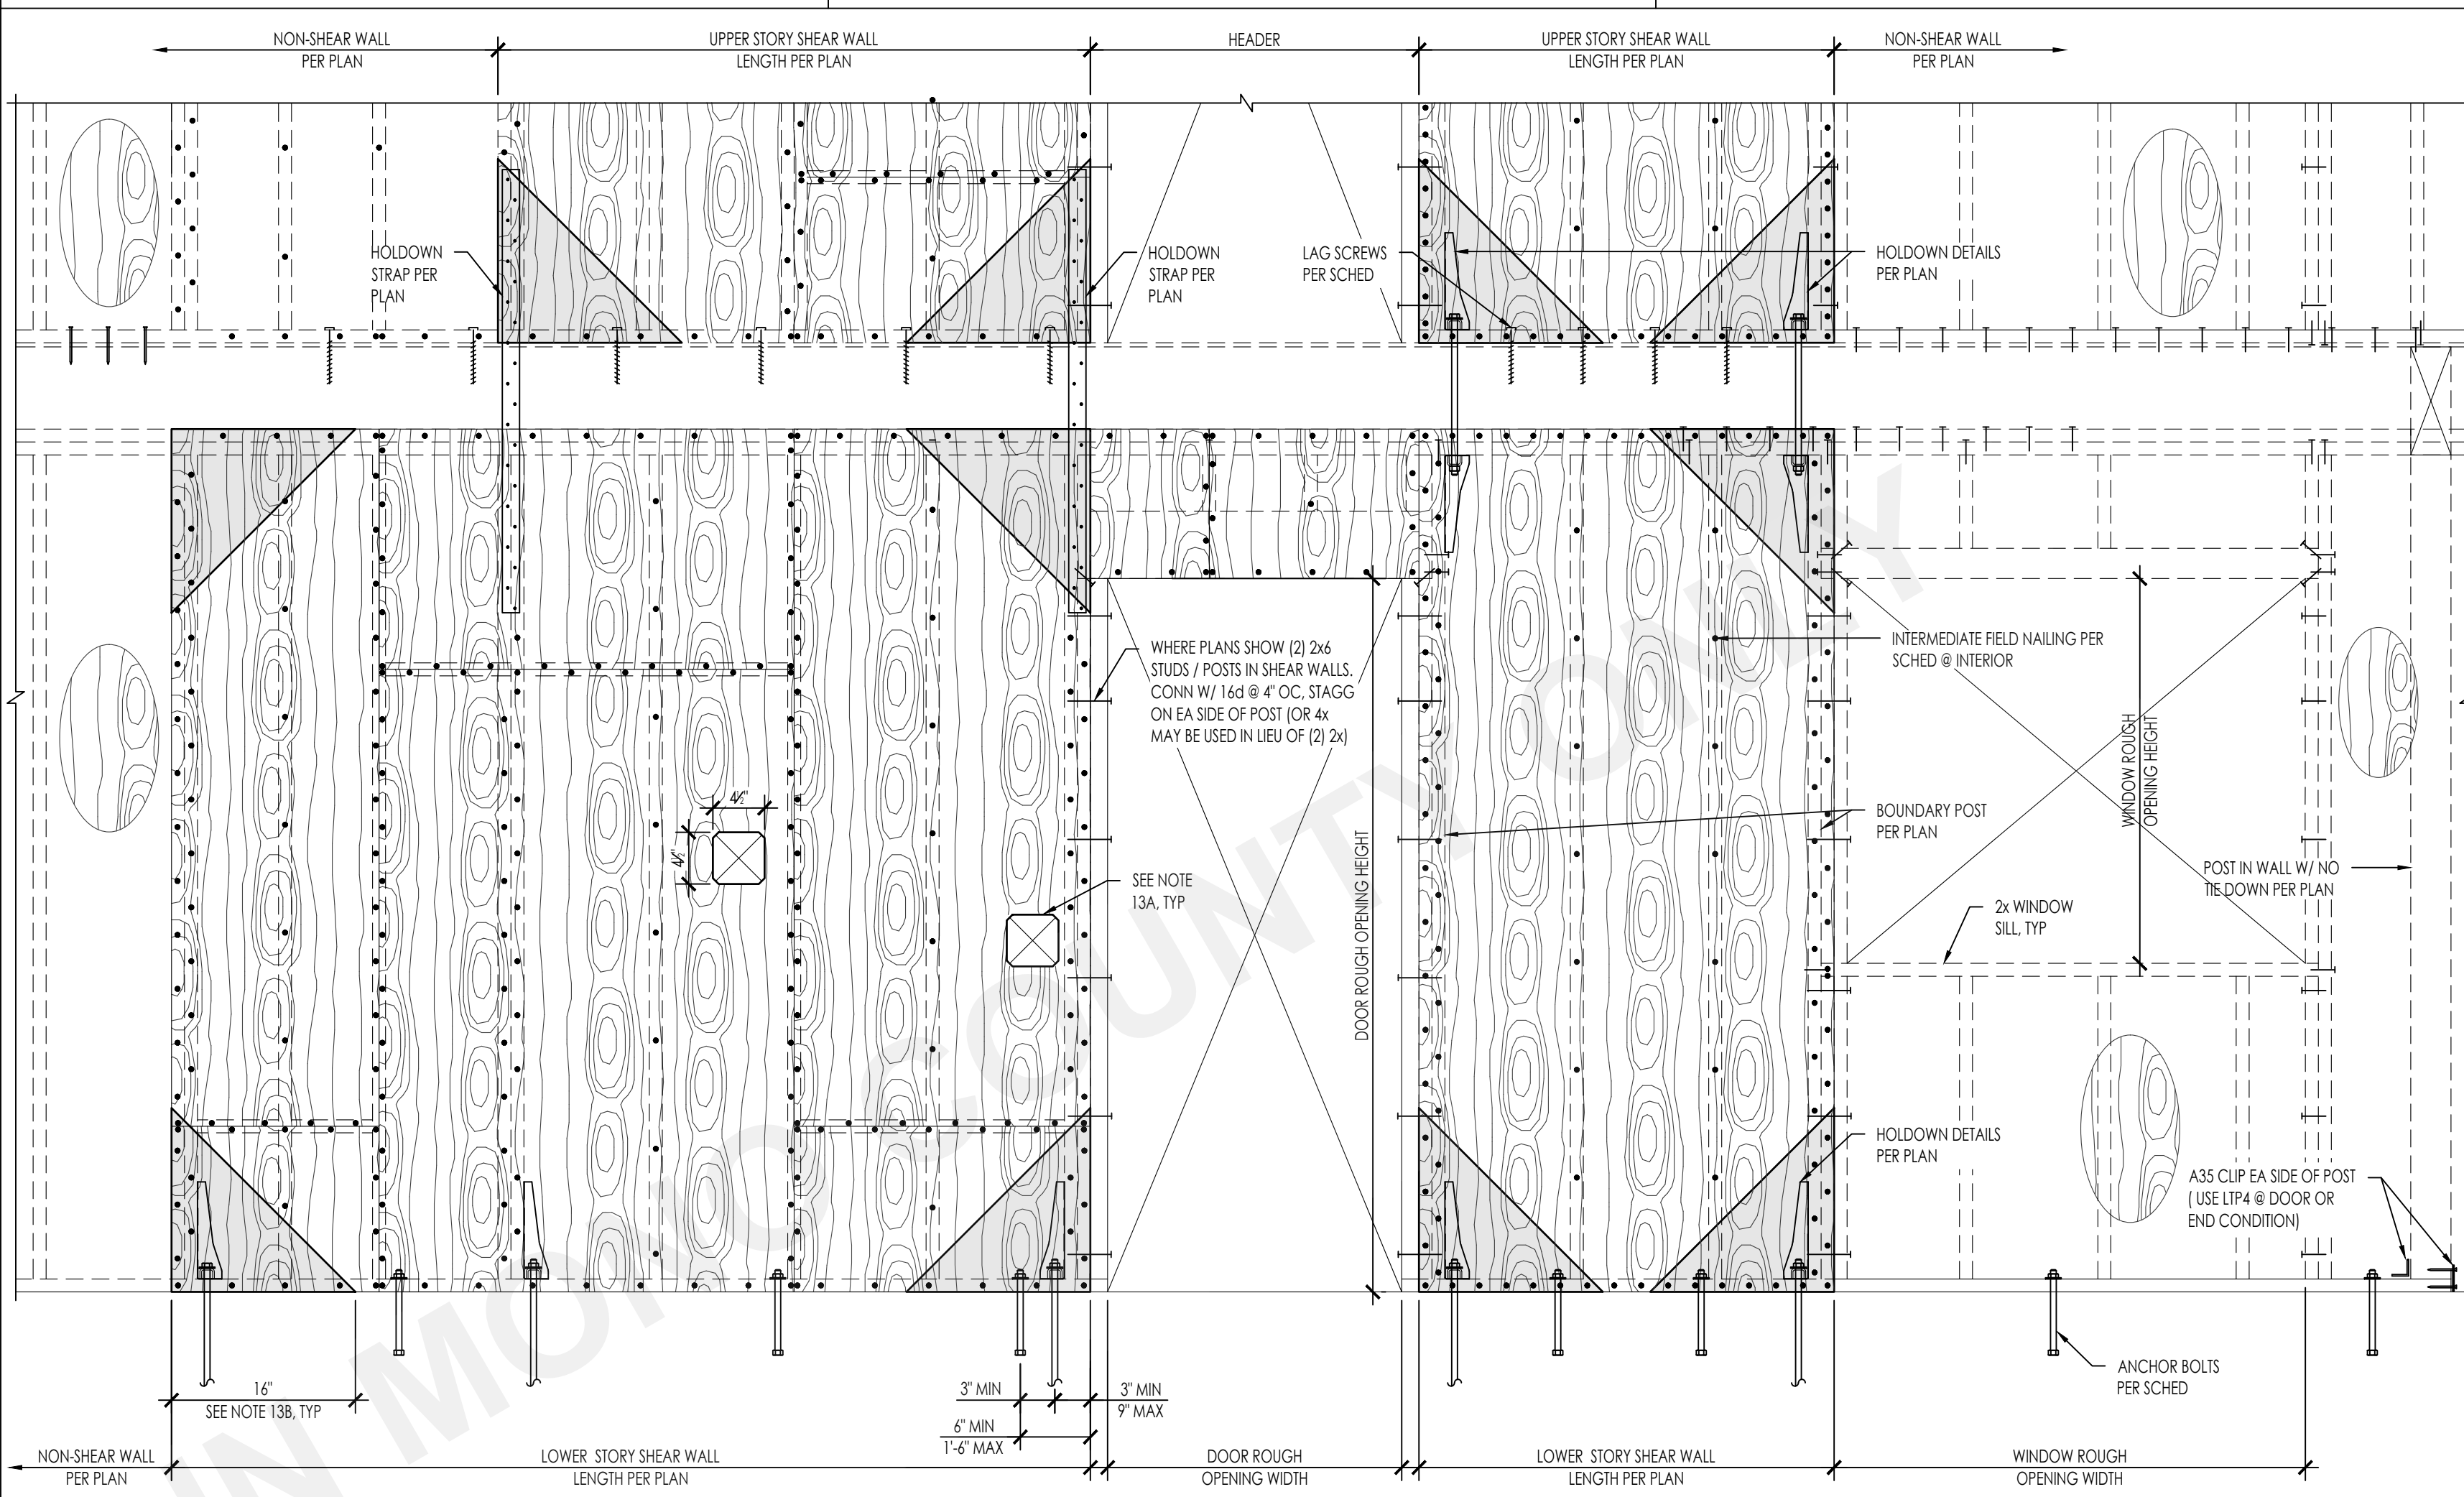 NON-SHEAR WALL
PER PLAN
UPPER STORY SHEAR WALL
LENGTH PER PLAN
HEADER
UPPER STORY SHEAR WALL
LENGTH PER PLAN
NON-SHEAR WALL
PER PLAN
HOLDOWN
STRAP PER
PLAN
HOLDOWN
STRAP PER
PLAN
LAG SCREWS
PER SCHED
HOLDOWN DETAILS
PER PLAN
WHERE PLANS SHOW (2) 2x6
STUDS / POSTS IN SHEAR WALLS.
CONN W/ 16d @ 4" OC, STAGG
ON EA SIDE OF POST (OR 4x
MAY BE USED IN LIEU OF (2) 2x)
INTERMEDIATE FIELD NAILING PER
SCHED @ INTERIOR
WINDOW ROUGH
OPENING HEIGHT
4½"
4½"
BOUNDARY POST
PER PLAN
DOOR ROUGH OPENING HEIGHT
SEE NOTE
13A, TYP
POST IN WALL W/ NO
TIE DOWN PER PLAN
2x WINDOW
SILL, TYP
HOLDOWN DETAILS
PER PLAN
A35 CLIP EA SIDE OF POST
( USE LTP4 @ DOOR OR
END CONDITION)
ANCHOR BOLTS
PER SCHED
16"
SEE NOTE 13B, TYP
3" MIN
3" MIN
9" MAX
6" MIN
1'-6" MAX
NON-SHEAR WALL
PER PLAN
LOWER STORY SHEAR WALL
LENGTH PER PLAN
DOOR ROUGH
OPENING WIDTH
LOWER STORY SHEAR WALL
LENGTH PER PLAN
WINDOW ROUGH
OPENING WIDTH
IN MONO COUNTY ONLY